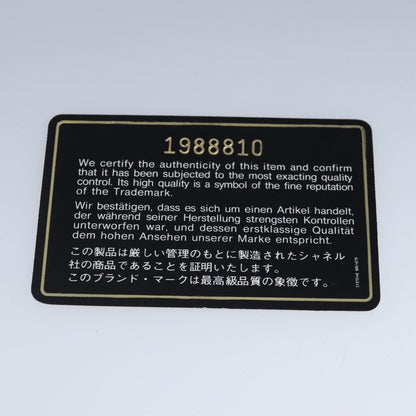 1988810
We certify the authenticity of this item and confirm
that it has been subjected to the most exacting quality
control. Its high quality is a symbol of the fine reputation
of the Trademark.
Wir bestätigen, dass es sich um einen Artikel handelt,
der während seiner Herstellung strengsten Kontrollen
unterworfen war, und dessen erstklassige Qualität
dem hohen Ansehen unserer Marke entspricht.
この製品は厳しい管理のもとに製造されたシャネル
社の商品であることを証明いたします。
このブランド・マークは最高級品質の象徴です。